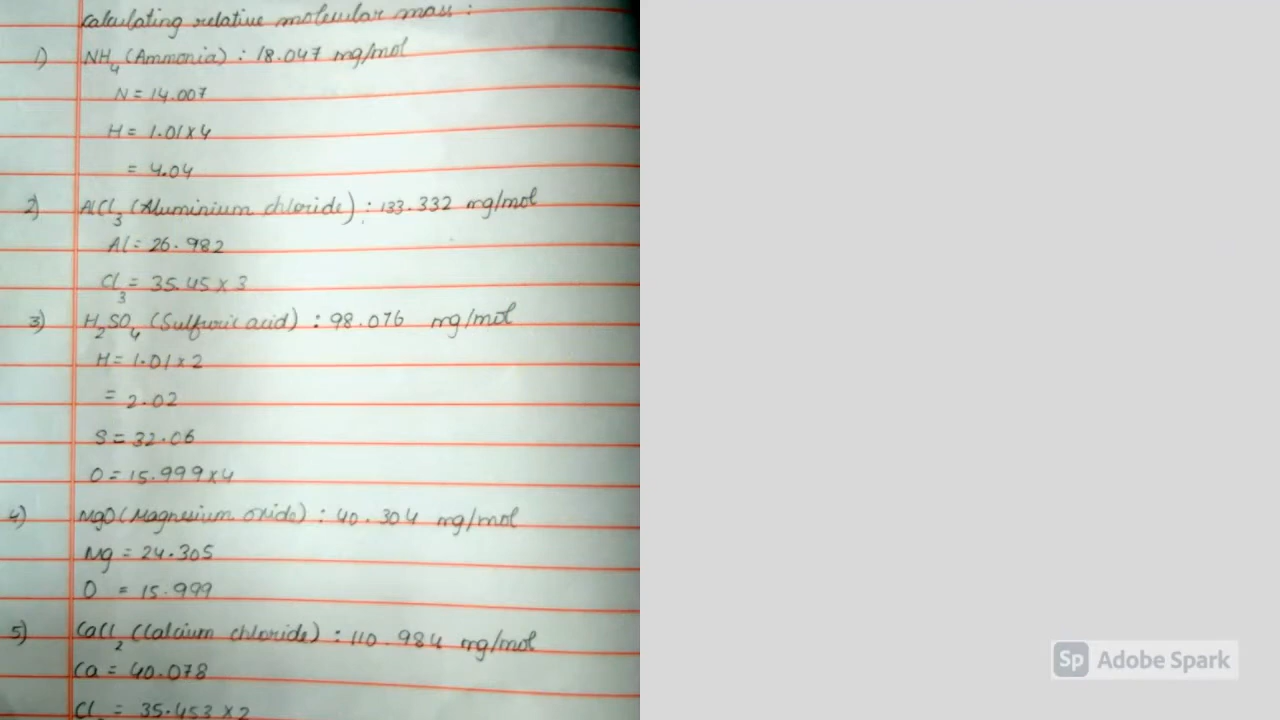 Calculating relative molecular mass :
1) NH4 (Ammonia) : 18.047 mg/mol
N = 14.007
H = 1.01 x 4
= 4.04
2) AlCl3 (Aluminium chloride) : 133.332 mg/mol
Al = 26.982
Cl3 = 35.45 x 3
3) H2SO4 (Sulfuric acid) : 98.076 mg/mol
H = 1.01 x 2
= 2.02
S = 32.06
O = 15.999 x 4
4) MgO (Magnesium oxide) : 40.304 mg/mol
Mg = 24.305
O = 15.999
5) CaCl2 (Calcium chloride) : 110.984 mg/mol
Ca = 40.078
Cl = 35.453 x 2
Sp Adobe Spark